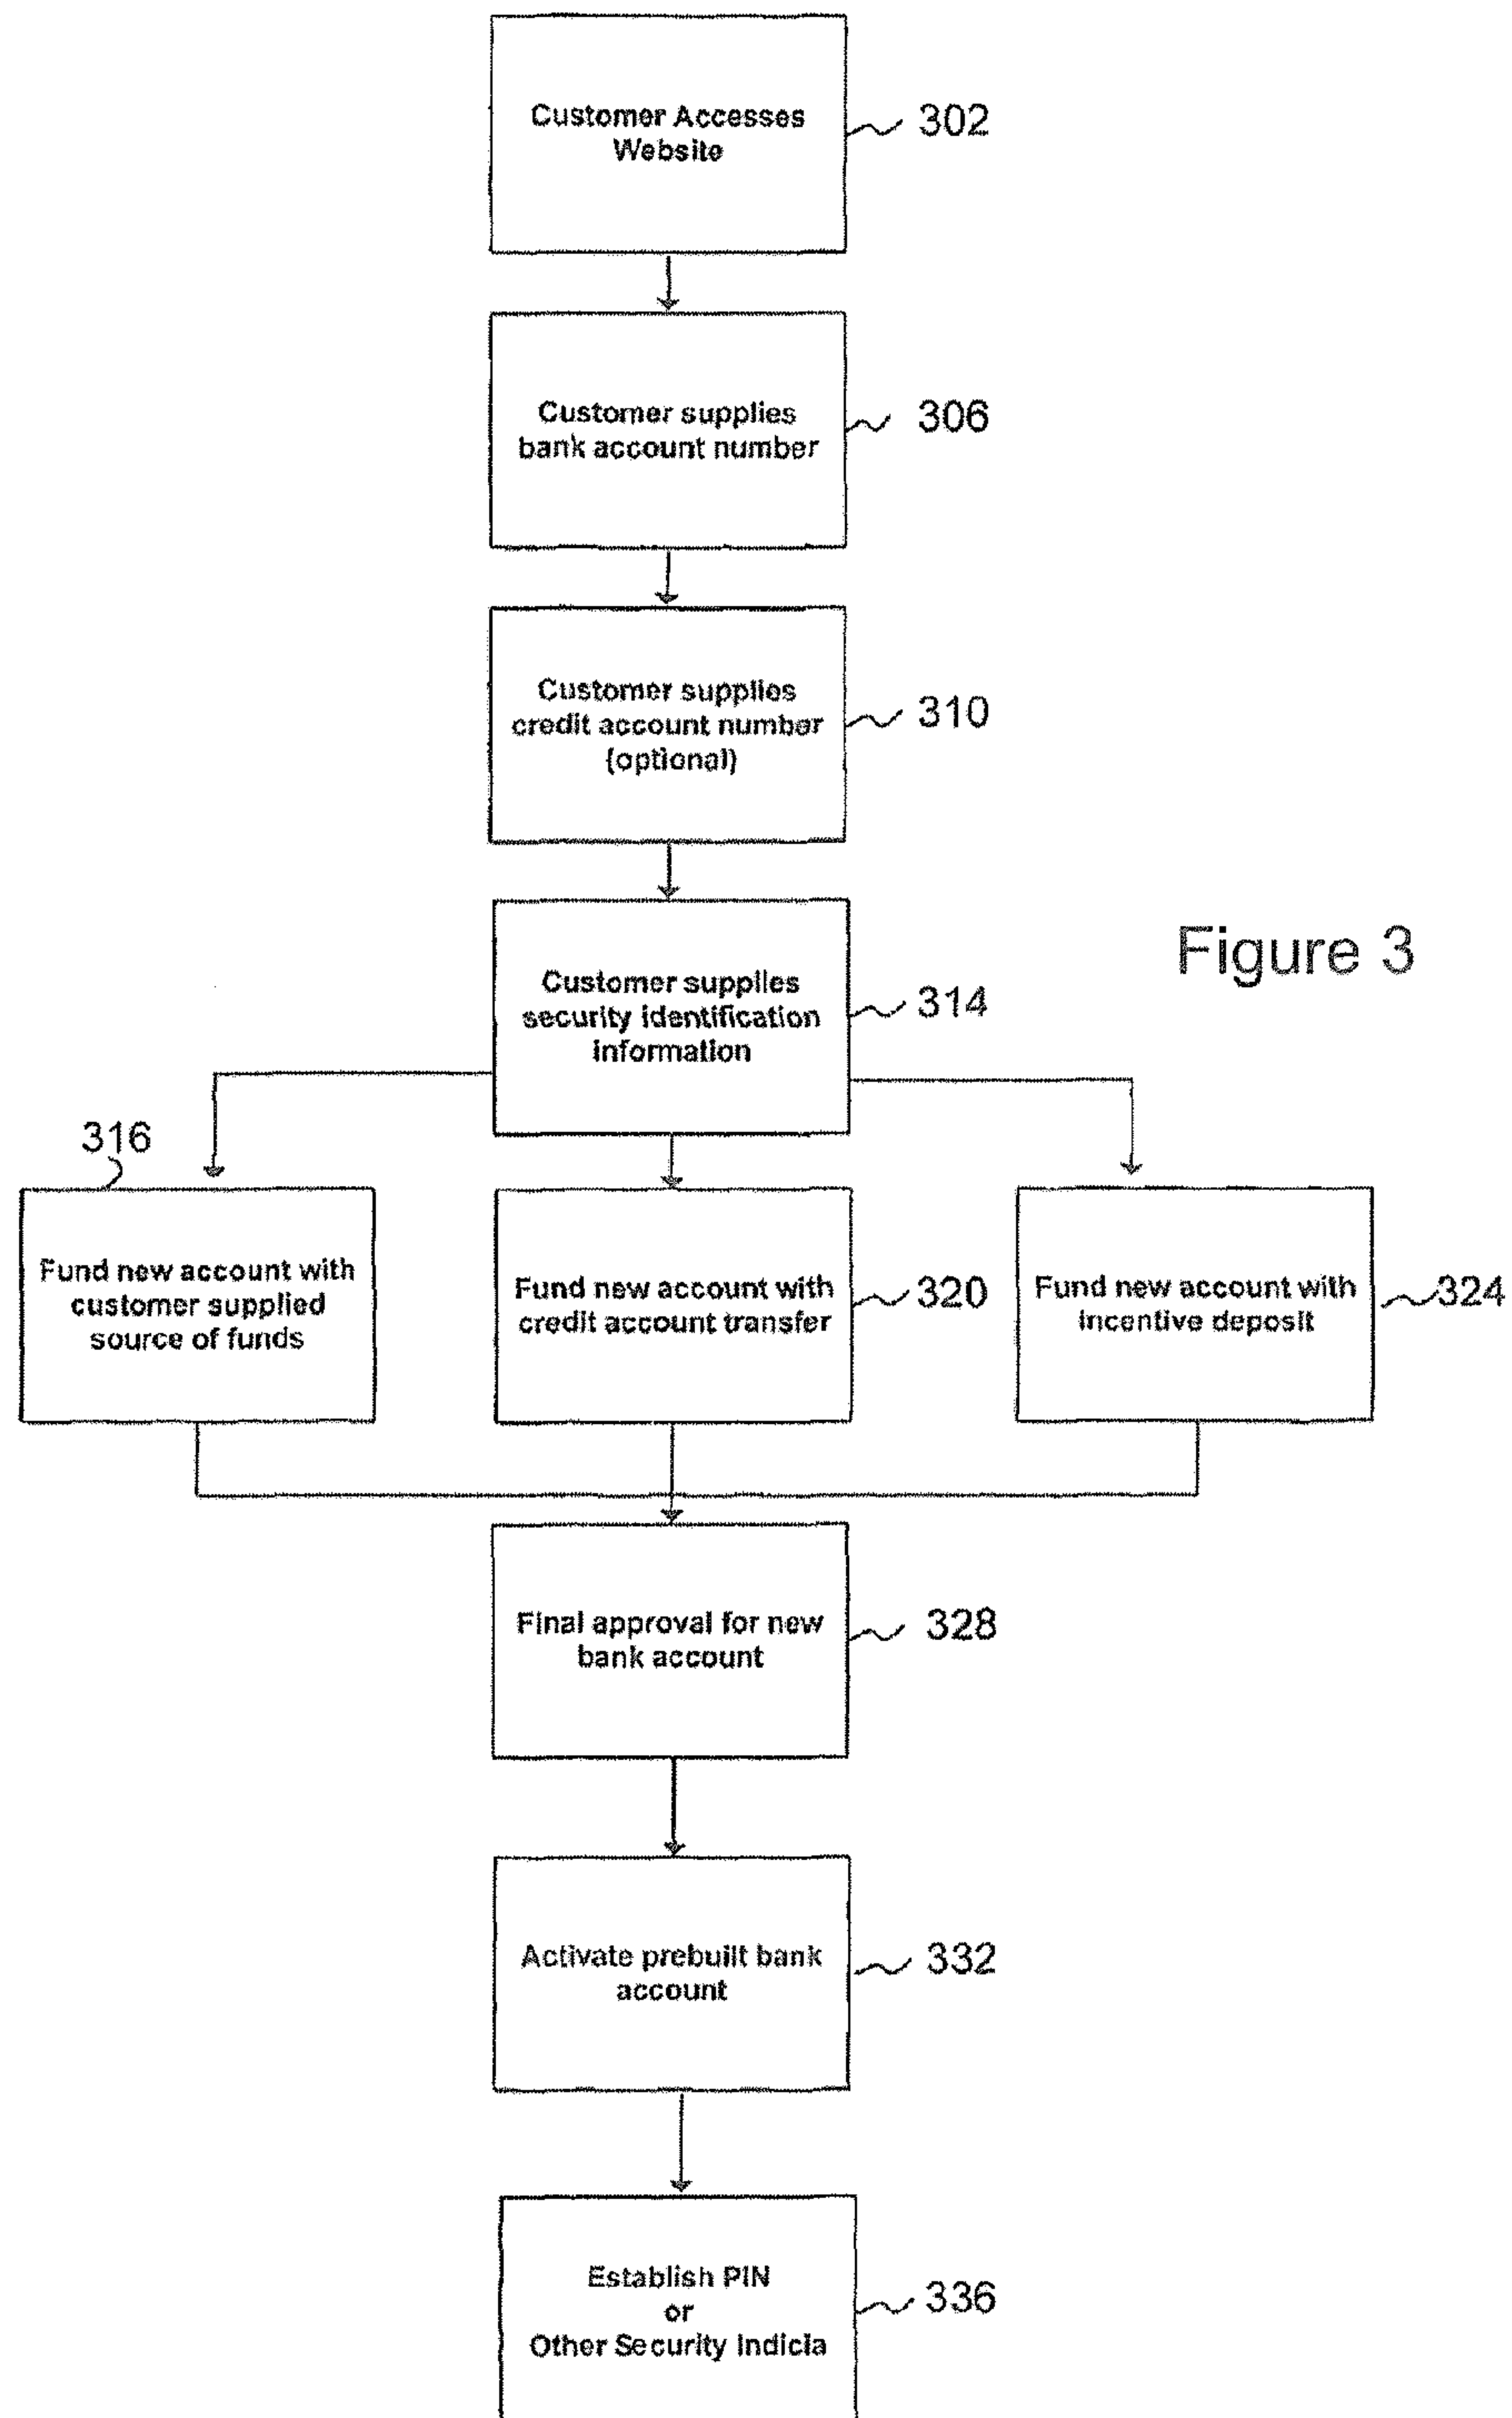 Customer Accesses
Website
302
Customer supplies
bank account number
306
Customer supplies
credit account number
(optional)
310
Figure 3
Customer supplies
security identification
information
314
316
Fund new account with
customer supplied
source of funds
Fund new account with
credit account transfer
320
Fund new account with
incentive deposit
324
Final approval for new
bank account
328
Activate prebuilt bank
account
332
Establish PIN
or
Other Security Indicia
336